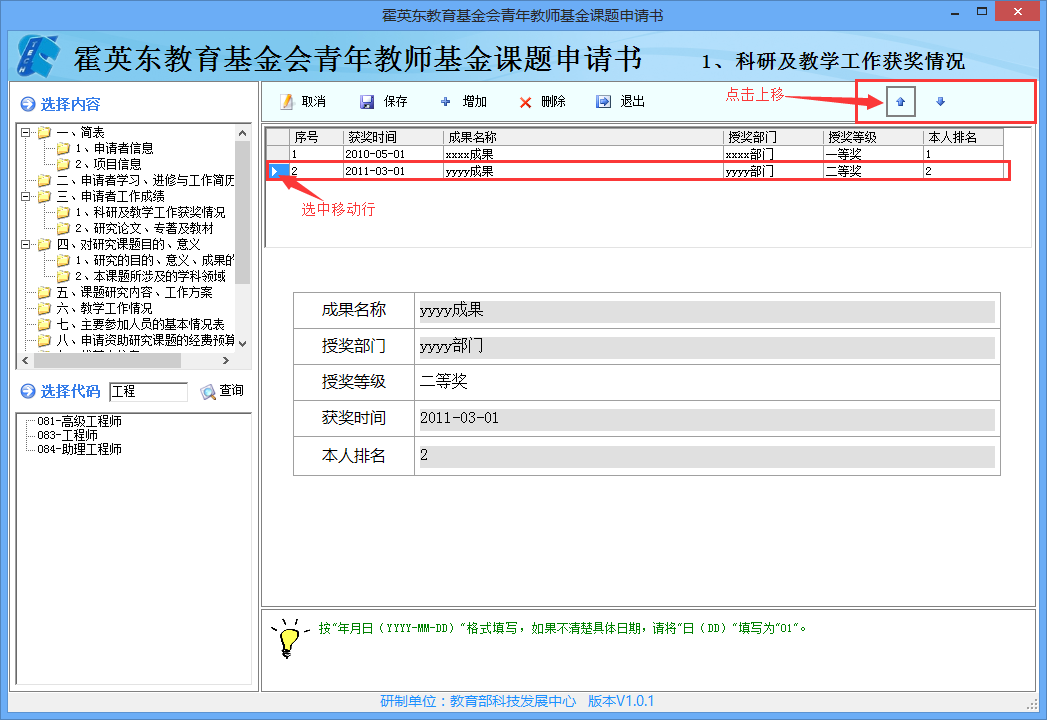 霍英东教育基金会青年教师基金课题申请书
霍英东教育基金会青年教师基金课题申请书
1、科研及教学工作获奖情况
选择内容
一、简表
1、申请者信息
2、项目信息
二、申请者学习、进修与工作简历
三、申请者工作成绩
1、科研及教学工作获奖情况
2、研究论文、专著及教材
四、对研究课题目的、意义
1、研究的目的、意义、成果的
2、本课题所涉及的学科领域
五、课题研究内容、工作方案
六、教学工作情况
七、主要参加人员的基本情况表
八、申请资助研究课题的经费预算
选择代码 工程 查询
081-高级工程师
083-工程师
084-助理工程师
取消 保存 增加 删除 退出
点击上移
序号 获奖时间 成果名称 授奖部门 授奖等级 本人排名
1 2010-05-01 xxxx成果 xxxx部门 一等奖 1
2 2011-03-01 yyyy成果 yyyy部门 二等奖 2
选中移动行
成果名称 yyyy成果
授奖部门 yyyy部门
授奖等级 二等奖
获奖时间 2011-03-01
本人排名 2
按"年月日（YYYY-MM-DD）"格式填写，如果不清楚具体日期，请将"日（DD）"填写为"01"。
研制单位：教育部科技发展中心 版本V1.0.1